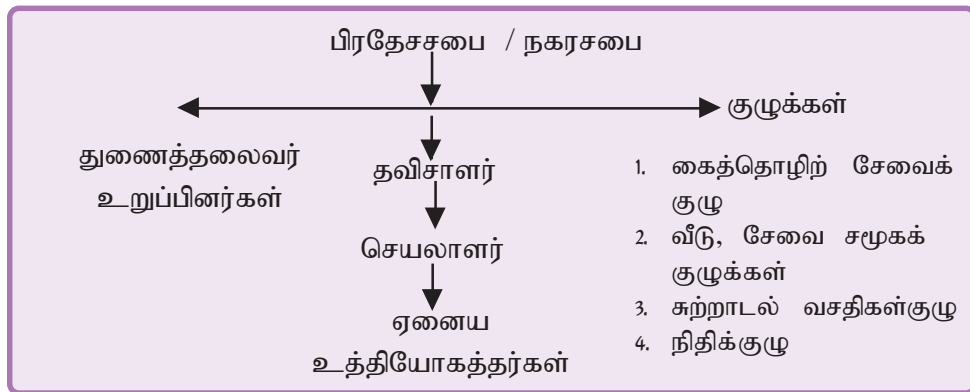 பிரதேசசபை / நகரசபை
குழுக்கள்
துணைத்தலைவர்
உறுப்பினர்கள்
தவிசாளர்
செயலாளர்
ஏனைய
உத்தியோகத்தர்கள்
1. கைத்தொழிற் சேவைக்
குழு
2. வீடு, சேவை சமூகக்
குழுக்கள்
3. சுற்றாடல் வசதிகள்குழு
4. நிதிக்குழு